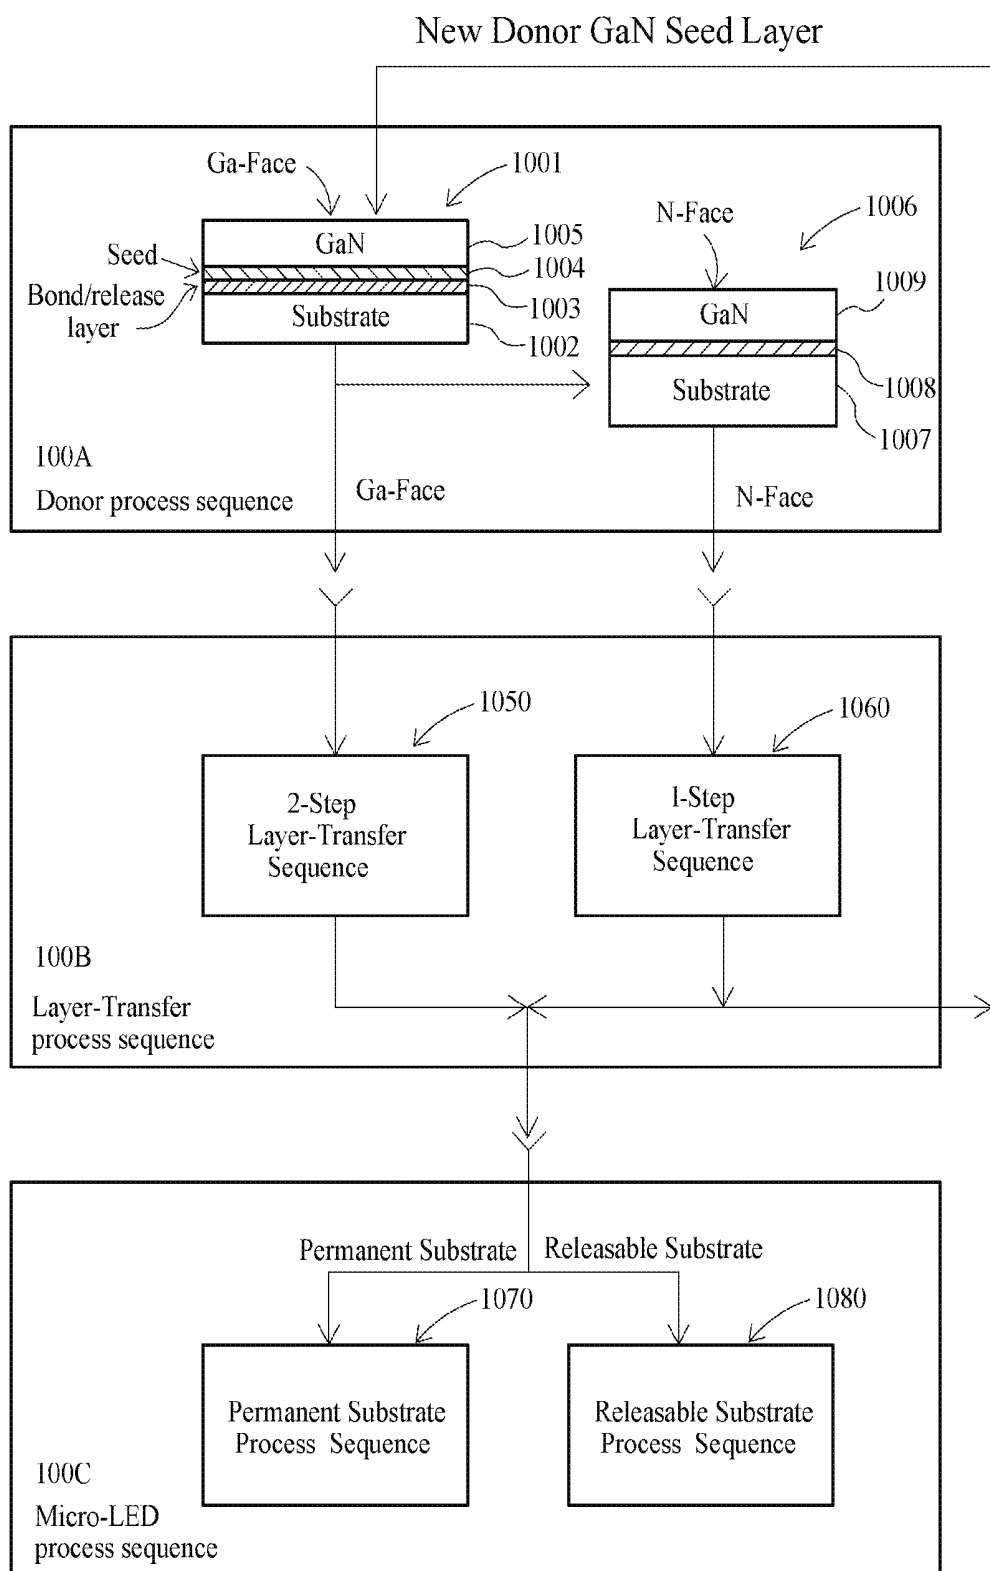 New Donor GaN Seed Layer
Ga-Face
1001
N-Face
1006
GaN
1005
Seed
1004
Bond/release
layer
1003
Substrate
1002
1009
GaN
1008
Substrate
1007
100A
Donor process sequence
Ga-Face
N-Face
1050
1060
2-Step
Layer-Transfer
Sequence
1-Step
Layer-Transfer
Sequence
100B
Layer-Transfer
process sequence
Permanent Substrate
Releasable Substrate
1070
1080
Permanent Substrate
Process Sequence
Releasable Substrate
Process Sequence
100C
Micro-LED
process sequence